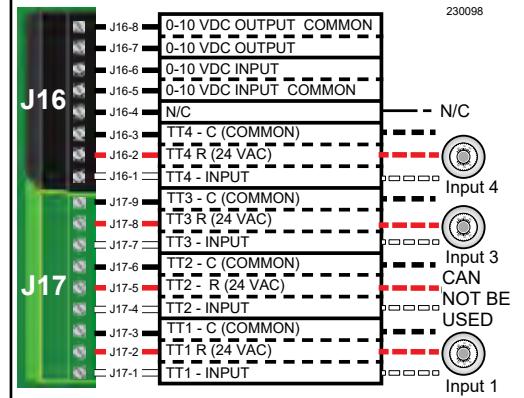 230098
J16-8 0-10 VDC OUTPUT COMMON
J16-7 0-10 VDC OUTPUT
J16-6 0-10 VDC INPUT
J16-5 0-10 VDC INPUT COMMON
J16
J16-4 N/C N/C
J16-3 TT4 - C (COMMON)
J16-2 TT4 R (24 VAC)
J16-1 TT4 - INPUT
Input 4
J17-9 TT3 - C (COMMON)
J17-8 TT3 R (24 VAC)
J17-7 TT3 - INPUT
Input 3
J17
J17-6 TT2 - C (COMMON)
J17-5 TT2 - R (24 VAC)
J17-4 TT2 - INPUT
CAN
NOT BE
USED
J17-3 TT1 - C (COMMON)
J17-2 TT1 R (24 VAC)
J17-1 TT1 - INPUT
Input 1